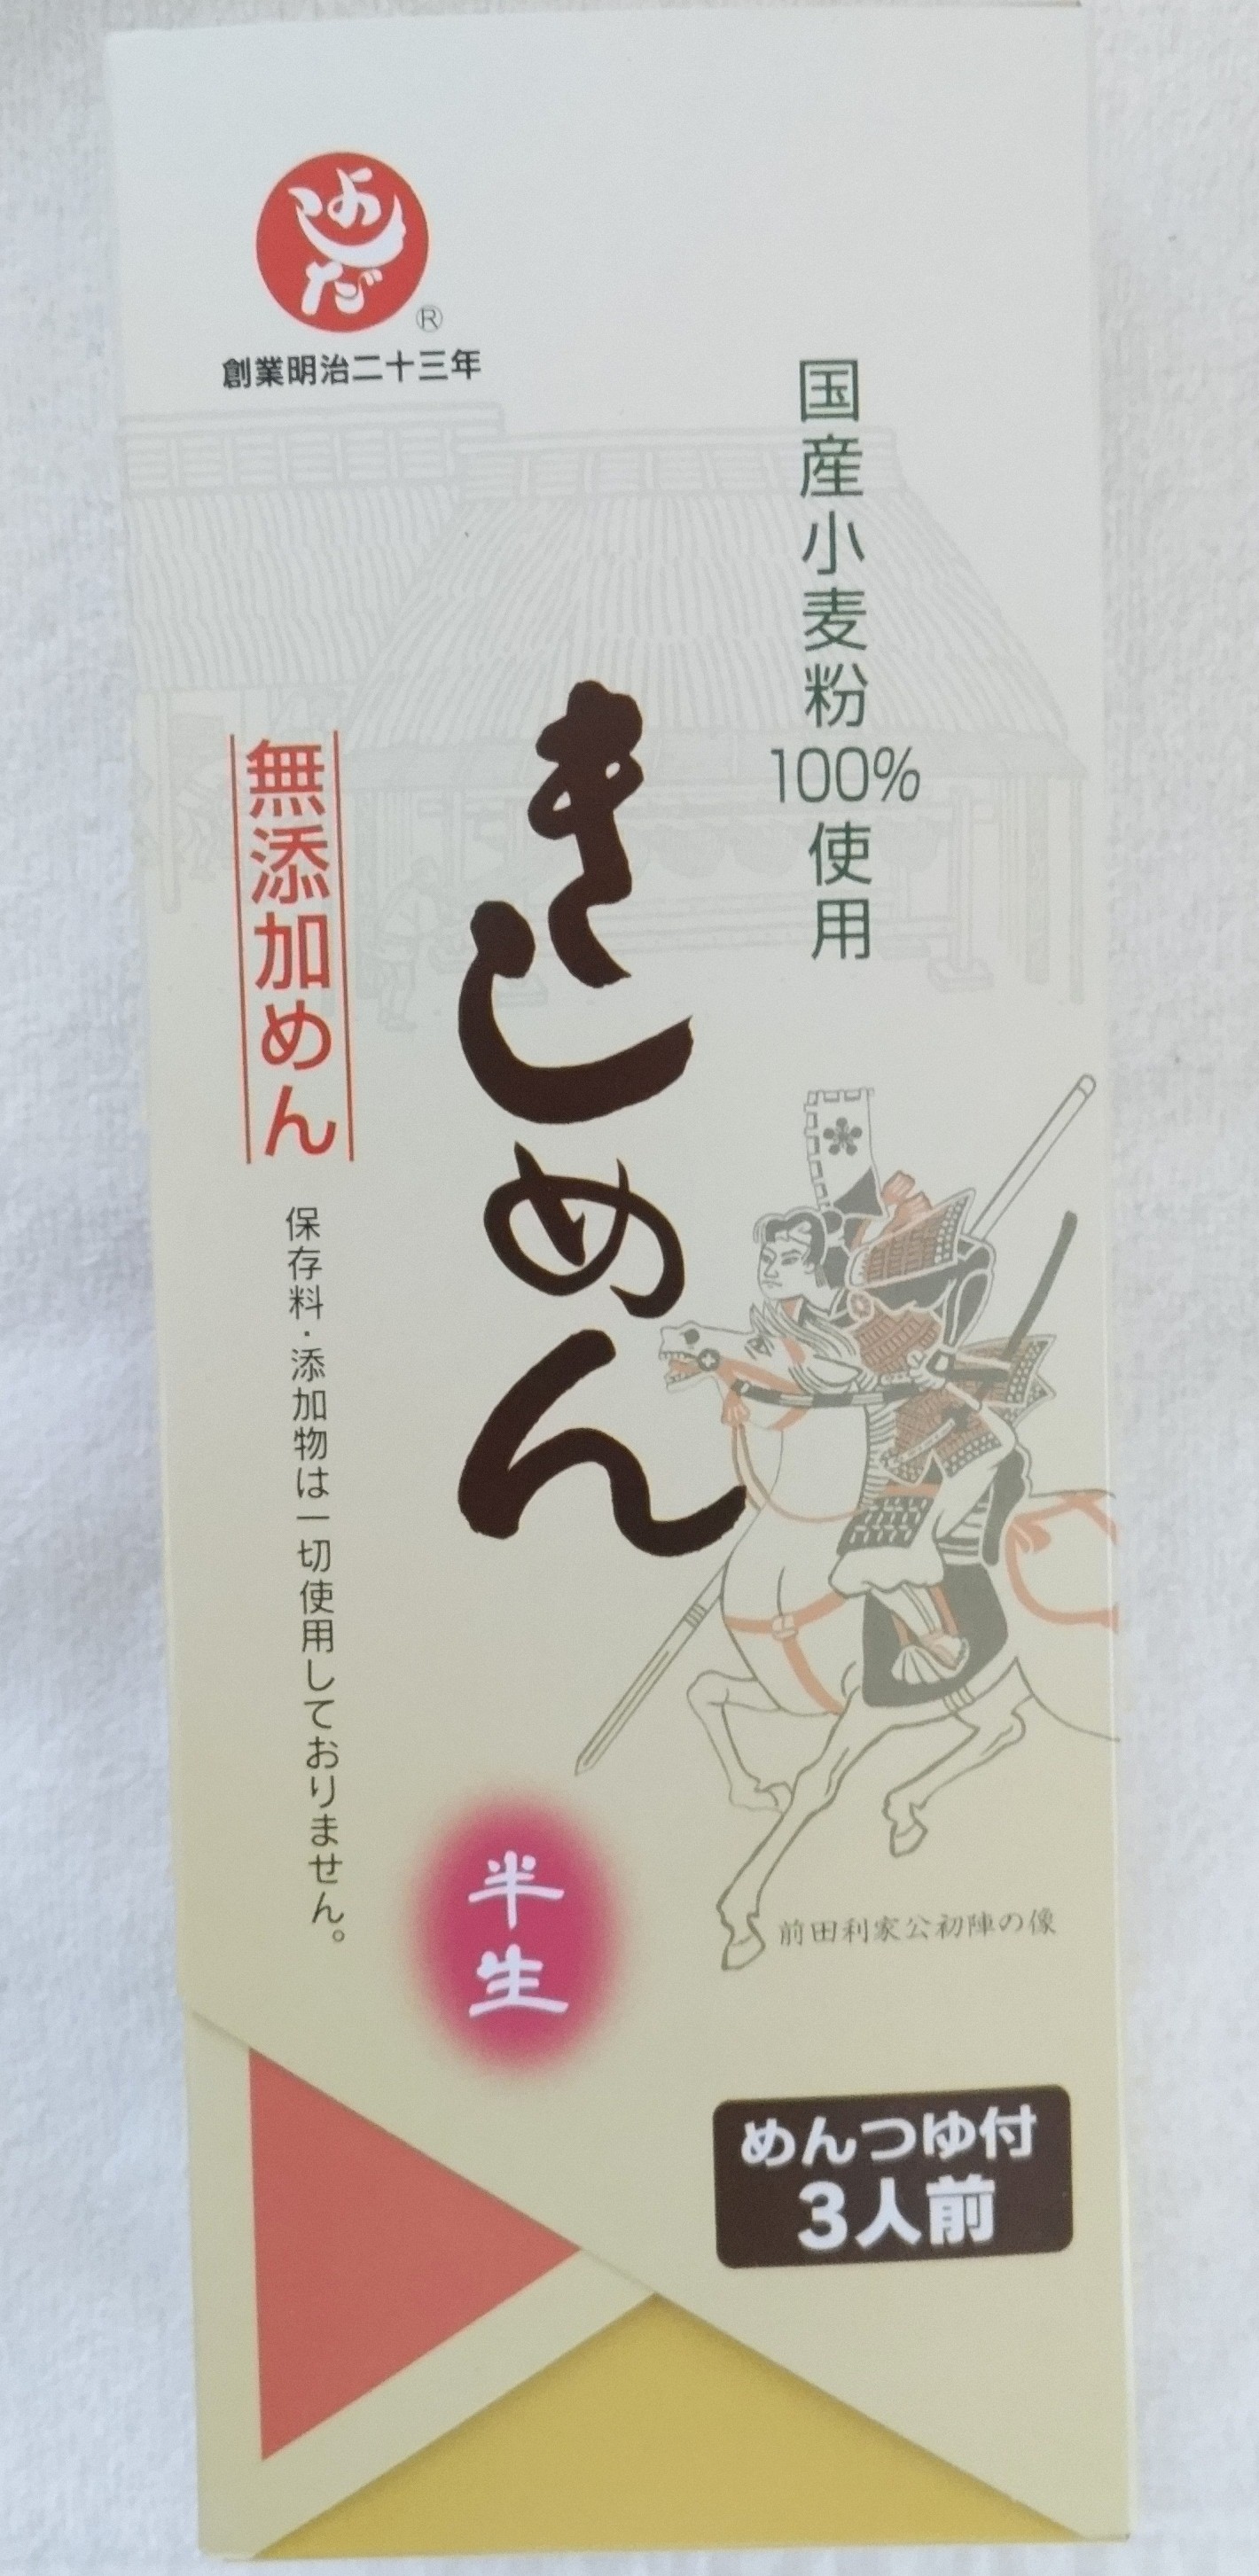 よしだ
®
創業明治二十三年
国産小麦粉100%使用
きしめん
無添加めん
保存料・添加物は一切使用しておりません。
半生
前田利家公初陣の像
めんつゆ付
3人前